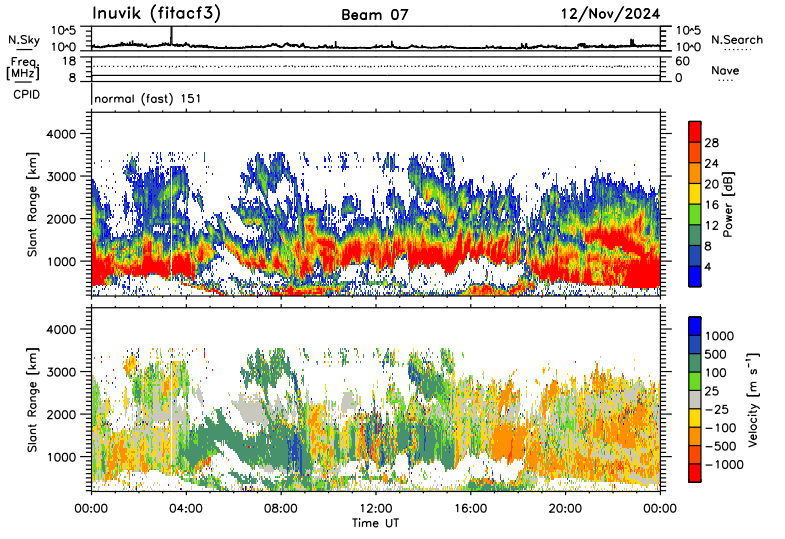 Inuvik (fitacf3) Beam 07 12/Nov/2024
N.Sky 10^5 10^0 10^5 10^0 N.Search
Freq. [MHz] 18 8 60 0 Nave
CPID normal (fast) 151
Slant Range [km]
4000
3000
2000
1000
Power [dB]
28
24
20
16
12
8
4
Slant Range [km]
4000
3000
2000
1000
Velocity [m s⁻¹]
1000
500
100
25
−25
−100
−500
−1000
00:00 04:00 08:00 12:00 16:00 20:00 00:00
Time UT